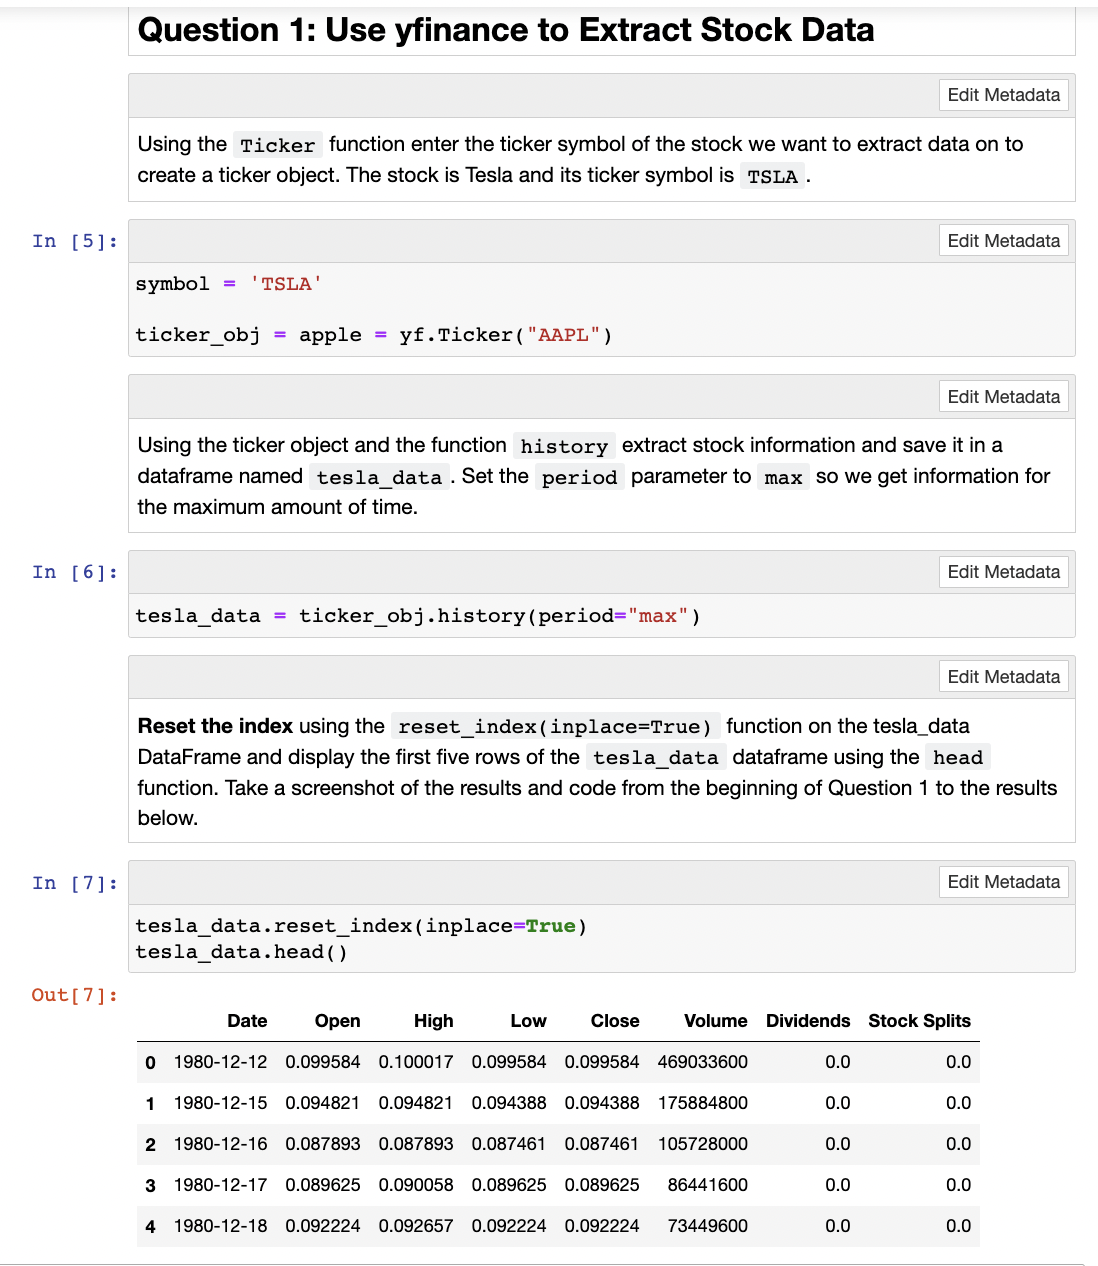 Question 1: Use yfinance to Extract Stock Data
Edit Metadata
Using the Ticker function enter the ticker symbol of the stock we want to extract data on to
create a ticker object. The stock is Tesla and its ticker symbol is TSLA .
In [5]:
Edit Metadata
symbol = 'TSLA'
ticker_obj = apple = yf.Ticker("AAPL")
Edit Metadata
Using the ticker object and the function history extract stock information and save it in a
dataframe named tesla_data . Set the period parameter to max so we get information for
the maximum amount of time.
In [6]:
Edit Metadata
tesla_data = ticker_obj.history(period="max")
Edit Metadata
Reset the index using the reset_index(inplace=True) function on the tesla_data
DataFrame and display the first five rows of the tesla_data dataframe using the head
function. Take a screenshot of the results and code from the beginning of Question 1 to the results
below.
In [7]:
Edit Metadata
tesla_data.reset_index(inplace=True)
tesla_data.head()
Out[7]:
Date Open High Low Close Volume Dividends Stock Splits
0 1980-12-12 0.099584 0.100017 0.099584 0.099584 469033600 0.0 0.0
1 1980-12-15 0.094821 0.094821 0.094388 0.094388 175884800 0.0 0.0
2 1980-12-16 0.087893 0.087893 0.087461 0.087461 105728000 0.0 0.0
3 1980-12-17 0.089625 0.090058 0.089625 0.089625 86441600 0.0 0.0
4 1980-12-18 0.092224 0.092657 0.092224 0.092224 73449600 0.0 0.0